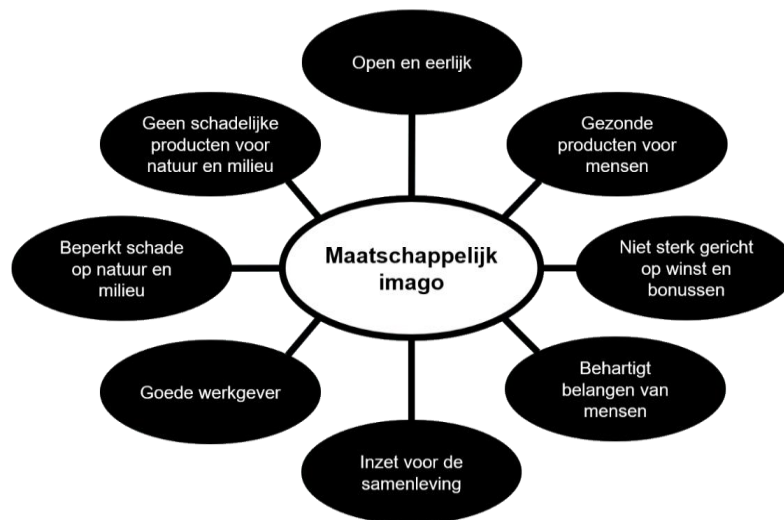 Open en eerlijk
Geen schadelijke
producten voor
natuur en milieu
Gezonde
producten voor
mensen
Maatschappelijk
imago
Beperkt schade
op natuur en
milieu
Niet sterk gericht
op winst en
bonussen
Goede werkgever
Behartigt
belangen van
mensen
Inzet voor de
samenleving